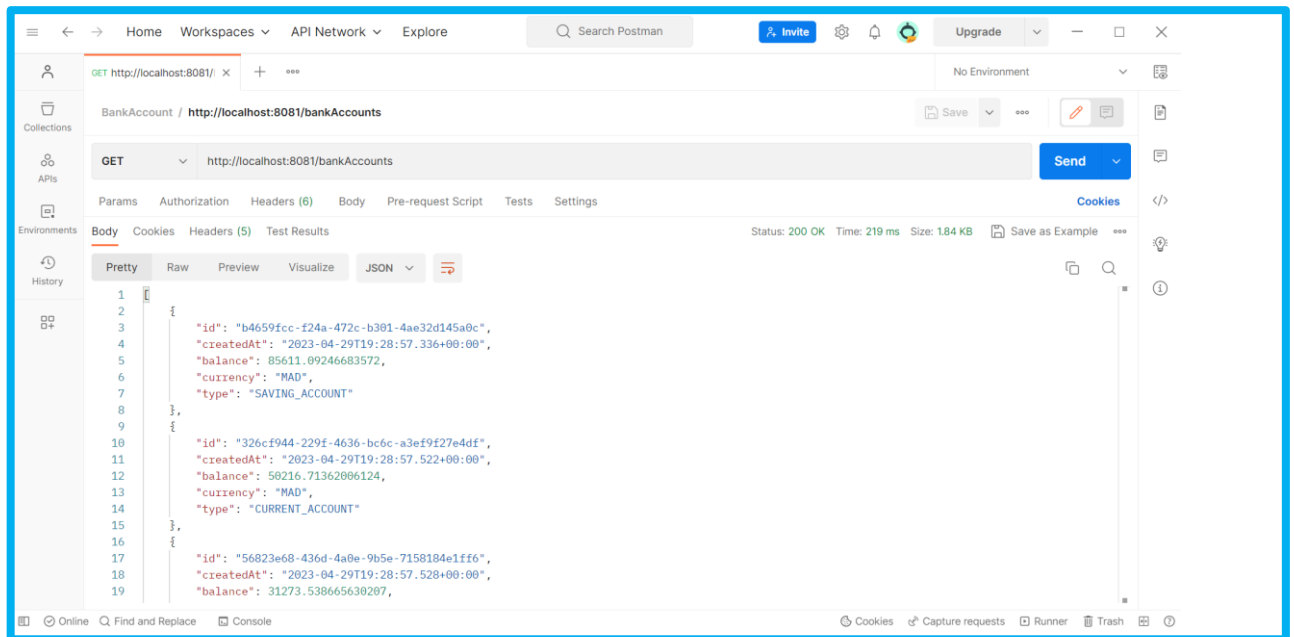 Home Workspaces API Network Explore Search Postman Invite Upgrade
GET http://localhost:8081/ No Environment
BankAccount / http://localhost:8081/bankAccounts Save
Collections
GET http://localhost:8081/bankAccounts Send
APIs
Params Authorization Headers (6) Body Pre-request Script Tests Settings Cookies
Environments
Body Cookies Headers (5) Test Results Status: 200 OK Time: 219 ms Size: 1.84 KB Save as Example
History
Pretty Raw Preview Visualize JSON
1 [
2 {
3 "id": "b4659fcc-f24a-472c-b301-4ae32d145a0c",
4 "createdAt": "2023-04-29T19:28:57.336+00:00",
5 "balance": 85611.09246683572,
6 "currency": "MAD",
7 "type": "SAVING_ACCOUNT"
8 },
9 {
10 "id": "326cf944-229f-4636-bc6c-a3ef9f27e4df",
11 "createdAt": "2023-04-29T19:28:57.522+00:00",
12 "balance": 50216.71362006124,
13 "currency": "MAD",
14 "type": "CURRENT_ACCOUNT"
15 },
16 {
17 "id": "56823e68-436d-4a0e-9b5e-7158184e1ff6",
18 "createdAt": "2023-04-29T19:28:57.528+00:00",
19 "balance": 31273.538665630207,
Online Find and Replace Console Cookies Capture requests Runner Trash